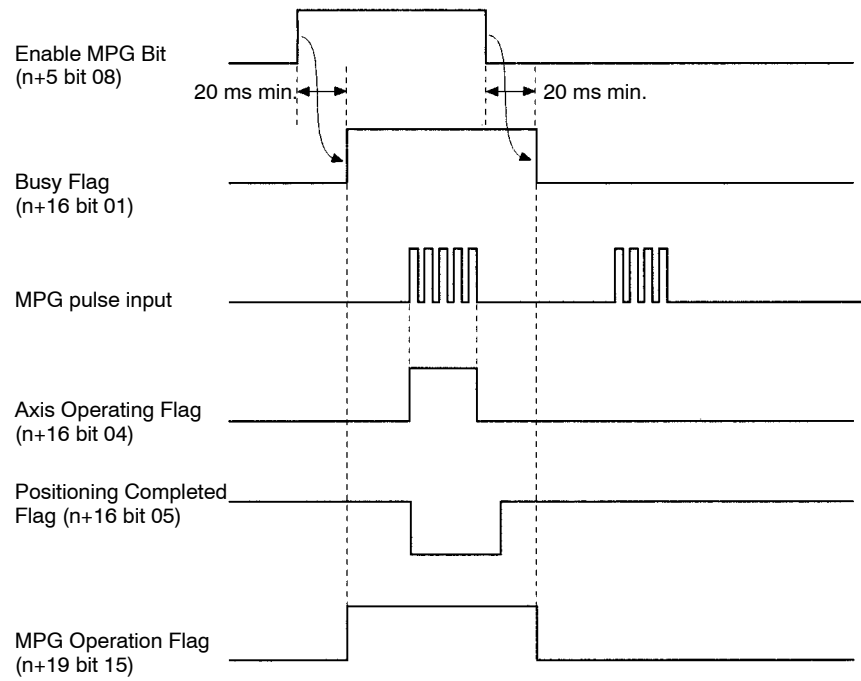 Enable MPG Bit
(n+5 bit 08)
20 ms min.
20 ms min.
Busy Flag
(n+16 bit 01)
MPG pulse input
Axis Operating Flag
(n+16 bit 04)
Positioning Completed
Flag (n+16 bit 05)
MPG Operation Flag
(n+19 bit 15)